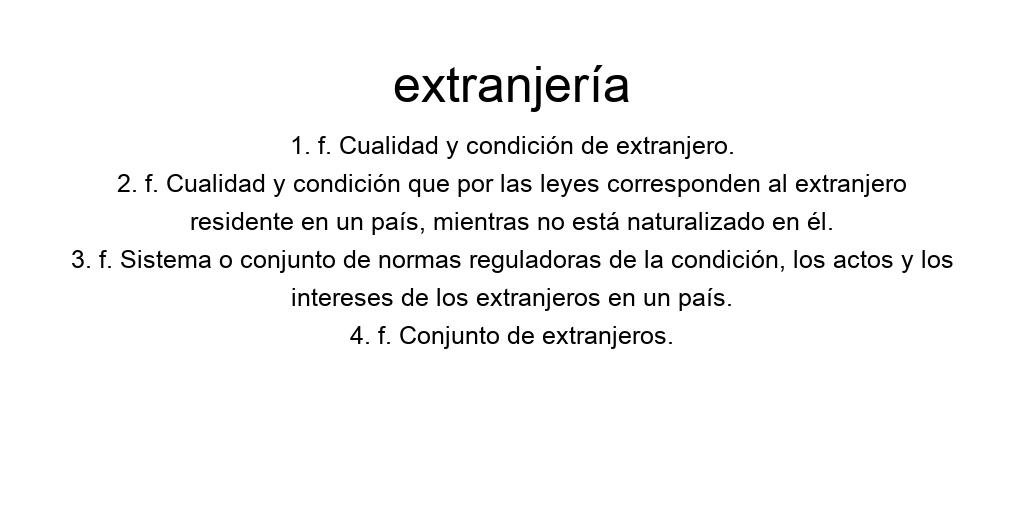 extranjería
1. f. Cualidad y condición de extranjero.
2. f. Cualidad y condición que por las leyes corresponden al extranjero
residente en un país, mientras no está naturalizado en él.
3. f. Sistema o conjunto de normas reguladoras de la condición, los actos y los
intereses de los extranjeros en un país.
4. f. Conjunto de extranjeros.